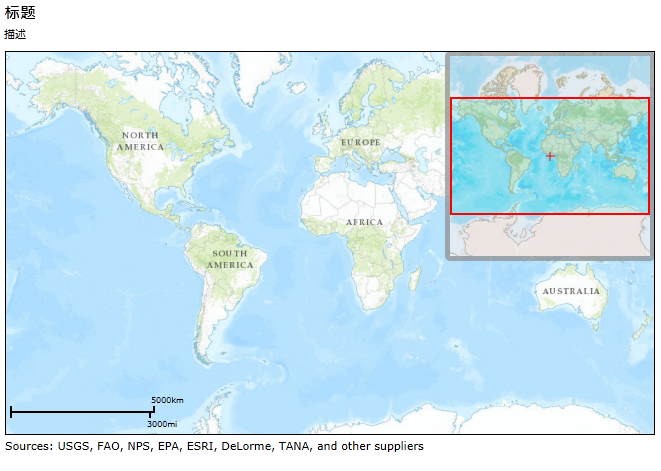 标题
描述
NORTH
AMERICA
EUROPE
AFRICA
SOUTH
AMERICA
AUSTRALIA
5000km
3000mi
Sources: USGS, FAO, NPS, EPA, ESRI, DeLorme, TANA, and other suppliers